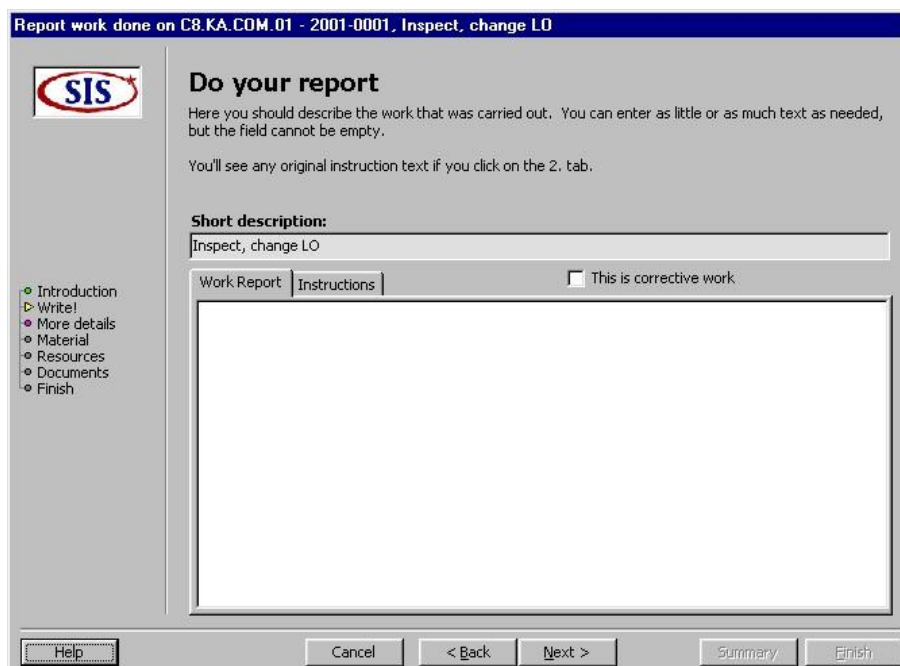 Report work done on C8.KA.COM.01 - 2001-0001, Inspect, change LO
SIS
Do your report
Here you should describe the work that was carried out. You can enter as little or as much text as needed,
but the field cannot be empty.
You'll see any original instruction text if you click on the 2. tab.
Short description:
Inspect, change LO
Work Report Instructions This is corrective work
Introduction
Write!
More details
Material
Resources
Documents
Finish
Help Cancel < Back Next > Summary Finish